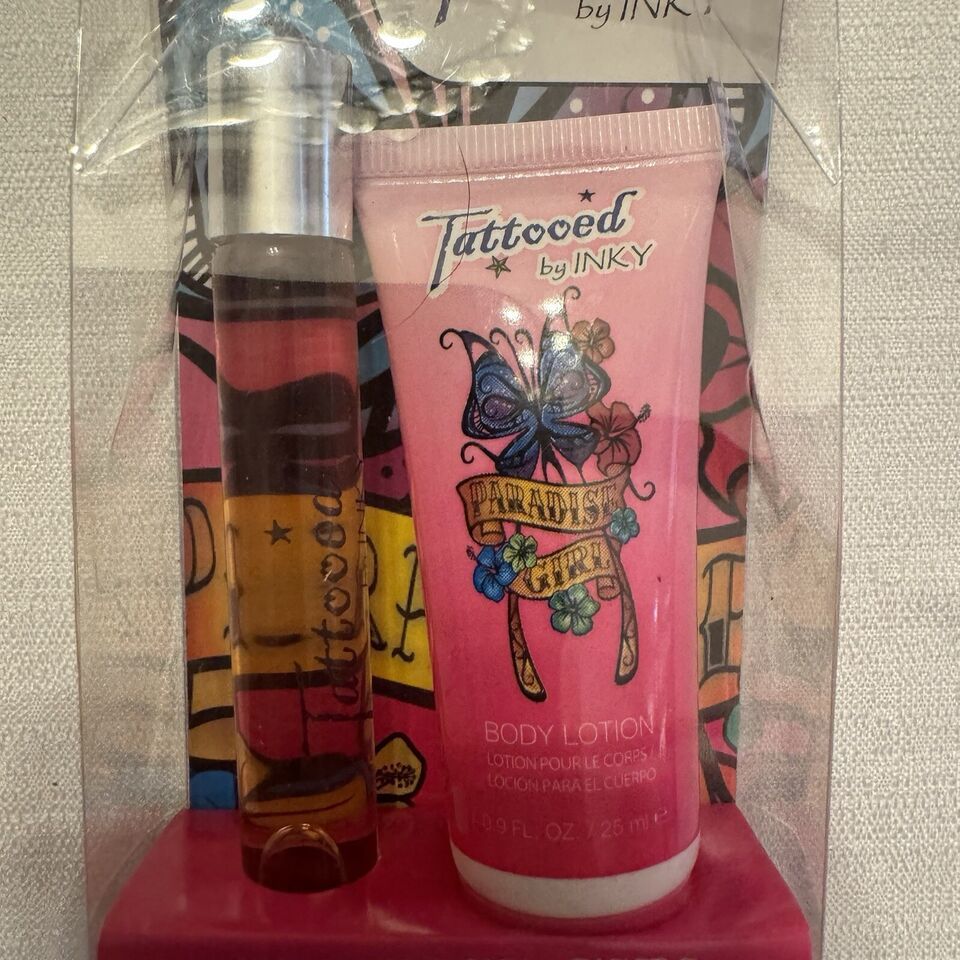 by INKY
Tattooed
by INKY
PARADISE
GIRL
BODY LOTION
LOTION POUR LE CORPS /
LOCIÓN PARA EL CUERPO
0.9 FL. OZ. / 25 ml e
Tattooed